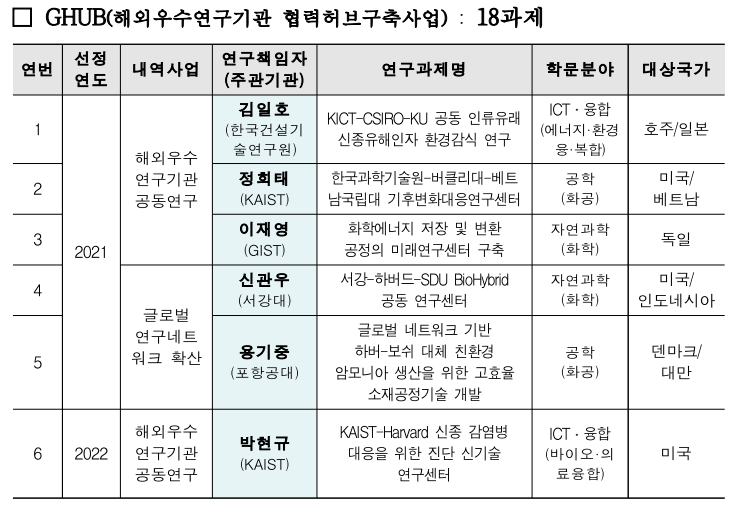 □ GHUB(해외우수연구기관 협력허브구축사업) : 18과제
연번 선정연도 내역사업 연구책임자(주관기관) 연구과제명 학문분야 대상국가
1
2021
해외우수
연구기관
공동연구
김일호
(한국건설기
술연구원)
KICT-CSIRO-KU 공동 인류유래
신종유해인자 환경감식 연구
ICT·융합
(에너지·환경
융·복합)
호주/일본
2
정희태
(KAIST)
한국과학기술원-버클리대-베트
남국립대 기후변화대응연구센터
공학
(화공)
미국/
베트남
3
이재영
(GIST)
화학에너지 저장 및 변환
공정의 미래연구센터 구축
자연과학
(화학)
독일
4
글로벌
연구네트
워크 확산
신관우
(서강대)
서강-하버드-SDU BioHybrid
공동 연구센터
자연과학
(화학)
미국/
인도네시아
5
용기중
(포항공대)
글로벌 네트워크 기반
하버-보쉬 대체 친환경
암모니아 생산을 위한 고효율
소재공정기술 개발
공학
(화공)
덴마크/
대만
6
2022
해외우수
연구기관
공동연구
박현규
(KAIST)
KAIST-Harvard 신종 감염병
대응을 위한 진단 신기술
연구센터
ICT·융합
(바이오·의
료융합)
미국